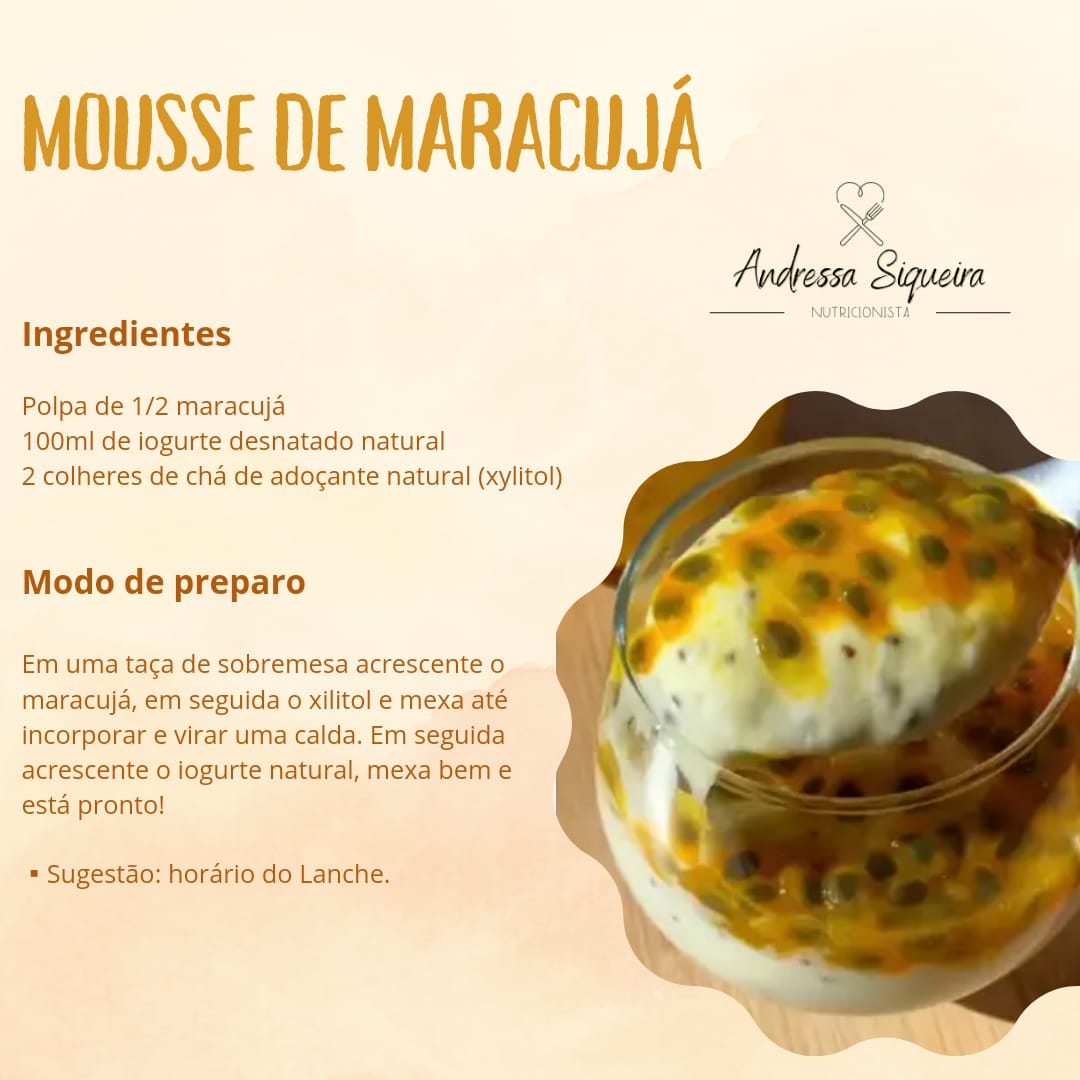 MOUSSE DE MARACUJÁ
Andressa Siqueira
NUTRICIONISTA
Ingredientes
Polpa de 1/2 maracujá
100ml de iogurte desnatado natural
2 colheres de chá de adoçante natural (xylitol)
Modo de preparo
Em uma taça de sobremesa acrescente o
maracujá, em seguida o xilitol e mexa até
incorporar e virar uma calda. Em seguida
acrescente o iogurte natural, mexa bem e
está pronto!
▪ Sugestão: horário do Lanche.